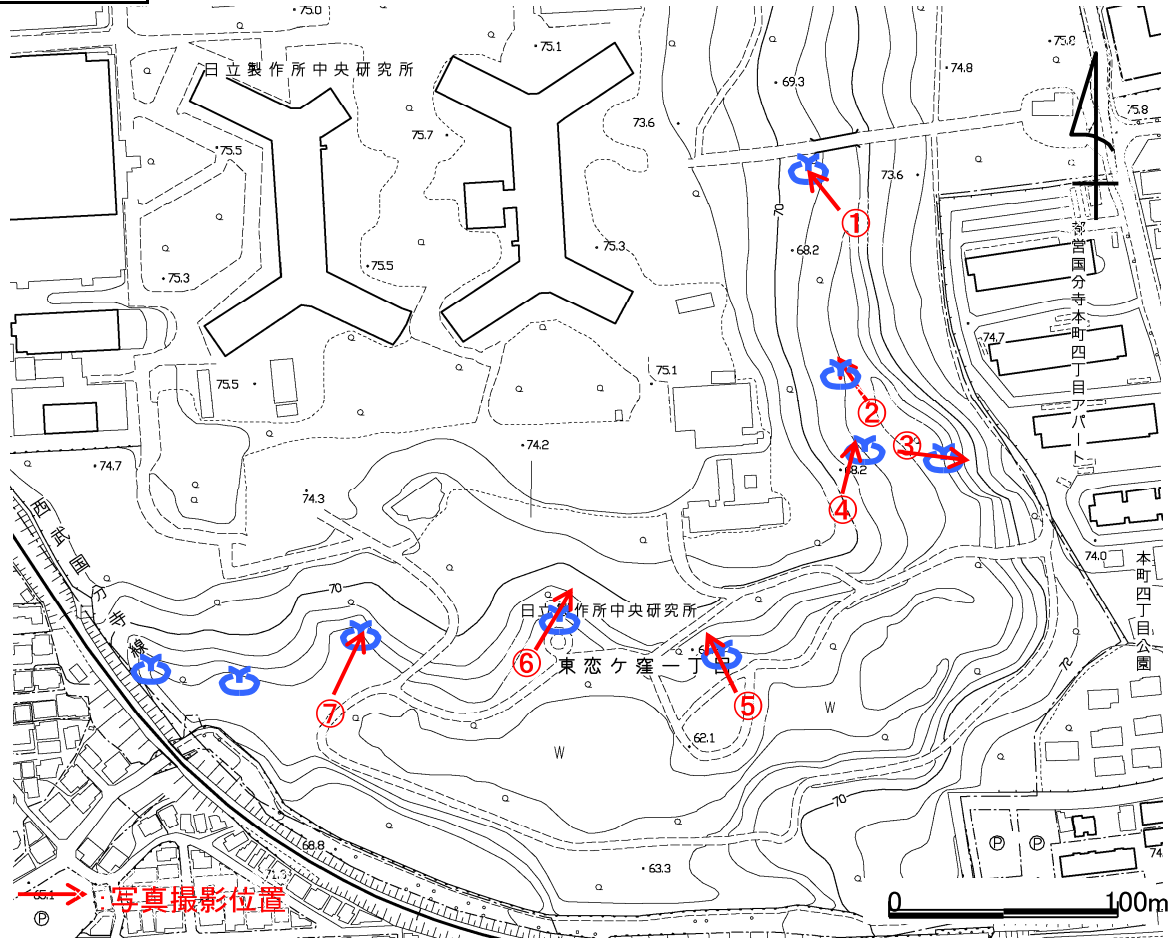 75.0
75.1
75.8
日立製作所中央研究所
74.8
69.3
75.8
73.6
75.7
75.5
73.6
70
①
都営国分寺本町四丁目アパート
75.3
68.2
75.5
75.3
74.7
75.5
75.1
②
③
74.2
74.7
68.2
74.3
④
西武国分寺線
74.0
本町四丁目公園
70
日立製作所中央研究所
⑥
東恋ケ窪一丁目
72
⑦
⑤
W
W
62.1
70
68.8
P
P
63.3
:写真撮影位置
0
100m
P